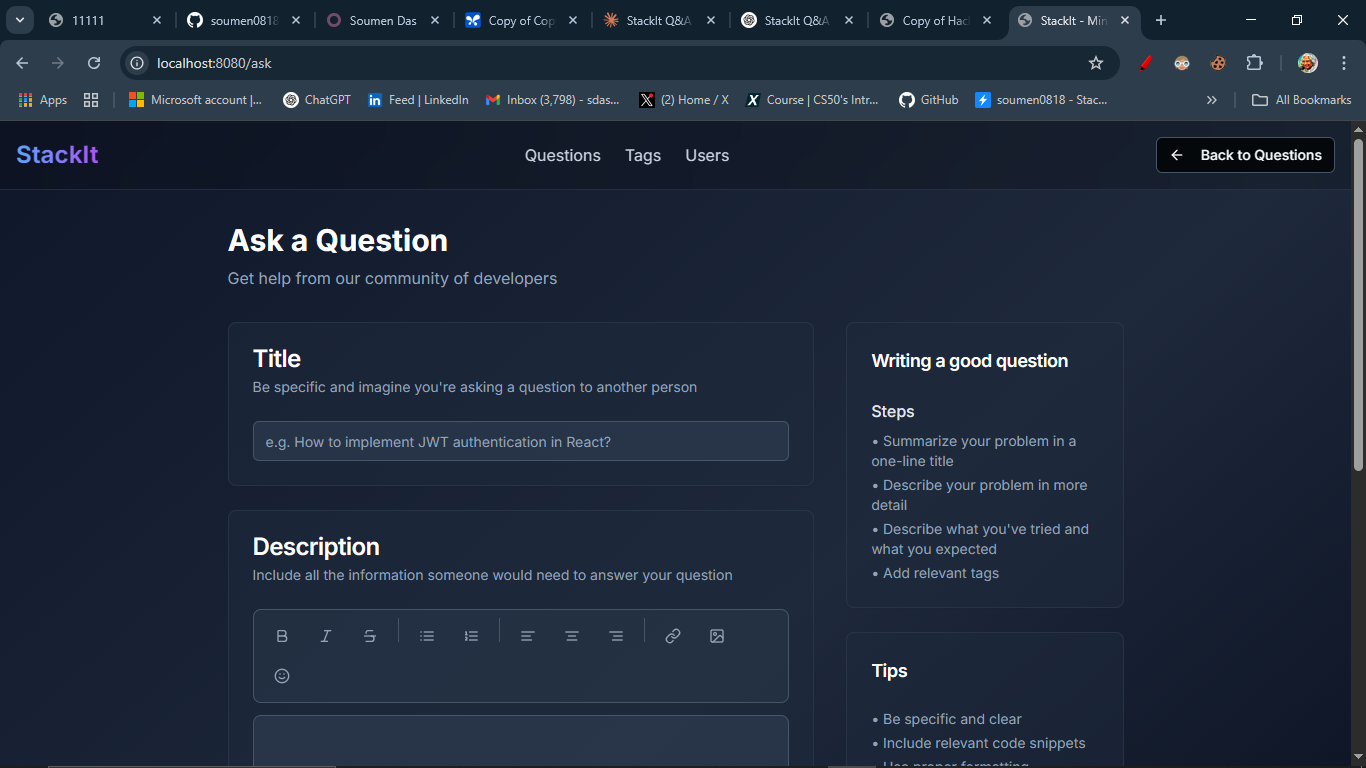 11111
soumen0818
Soumen Das
Copy of Cop
StackIt Q&A
StackIt Q&A
Copy of Hac
StackIt - Min
localhost:8080/ask
Apps
Microsoft account |...
ChatGPT
Feed | LinkedIn
Inbox (3,798) - sdas...
(2) Home / X
Course | CS50's Intr...
GitHub
soumen0818 - Stac...
All Bookmarks
StackIt
Questions
Tags
Users
Back to Questions
Ask a Question
Get help from our community of developers
Title
Be specific and imagine you're asking a question to another person
e.g. How to implement JWT authentication in React?
Description
Include all the information someone would need to answer your question
Writing a good question
Steps
• Summarize your problem in a
one-line title
• Describe your problem in more
detail
• Describe what you've tried and
what you expected
• Add relevant tags
Tips
• Be specific and clear
• Include relevant code snippets
• Use proper formatting